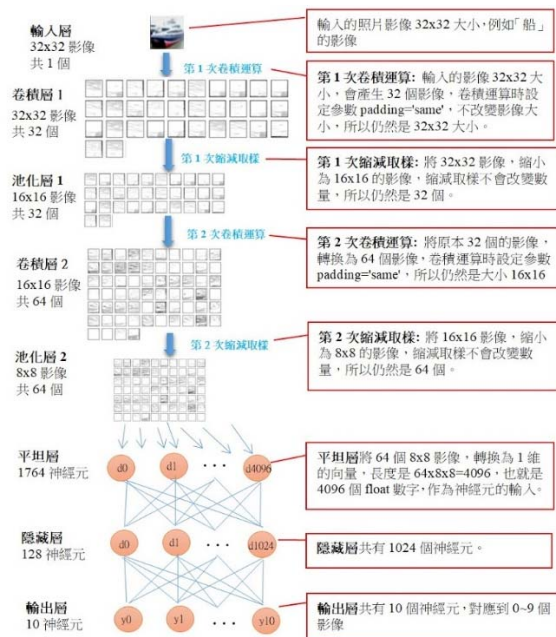 輸入層
32x32 影像
共 1 個
輸入的照片影像 32x32 大小，例如「船」
的影像
第 1 次卷積運算
卷積層 1
32x32 影像
共 32 個
第 1 次卷積運算: 輸入的影像 32x32 大
小，會產生 32 個影像，卷積運算時設
定參數 padding='same'，不改變影像大
小，所以仍然是 32x32 大小。
第 1 次縮減取樣
池化層 1
16x16 影像
共 32 個
第 1 次縮減取樣: 將 32x32 影像，縮小
為 16x16 的影像，縮減取樣不會改變數
量，所以仍然是 32 個。
第 2 次卷積運算
卷積層 2
16x16 影像
共 64 個
第 2 次卷積運算: 將原本 32 個的影像，
轉換為 64 個影像，卷積運算時設定參數
padding='same'，所以仍然是大小 16x16
第 2 次縮減取樣
池化層 2
8x8 影像
共 64 個
第 2 次縮減取樣: 將 16x16 影像，縮小
為 8x8 的影像，縮減取樣不會改變數
量，所以仍然是 64 個。
平坦層
1764 神經元
d0 d1 · · · d4096
平坦層將 64 個 8x8 影像，轉換為 1 維
的向量，長度是 64x8x8=4096，也就是
4096 個 float 數字，作為神經元的輸入。
隱藏層
128 神經元
d0 d1 · · · d1024
隱藏層共有 1024 個神經元。
輸出層
10 神經元
y0 y1 · · · y10
輸出層共有 10 個神經元，對應到 0~9 個
影像